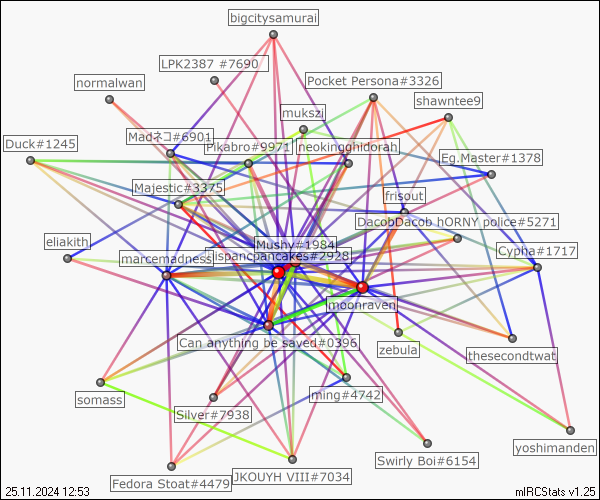 bigcitysamurai
LPK2387 #7690
normalwan
Pocket Persona#3326
shawntee9
mukszi
Madネコ#6901
Duck#1245
Pikabro#9971
neokingghidorah
Eg.Master#1378
Majestic#3375
frisout
DacobDacob hORNY police#5271
eliakith
Mushy#1984
marcemadness
lispancpancakes#2928
Cypha#1717
moonraven
Can anything be saved#0396
zebula
thesecondtwat
somass
Silver#7938
ming#4742
yoshimanden
Swirly Boi#6154
Fedora Stoat#4479
JKOUYH VIII#7034
25.11.2024 12:53
mIRCStats v1.25